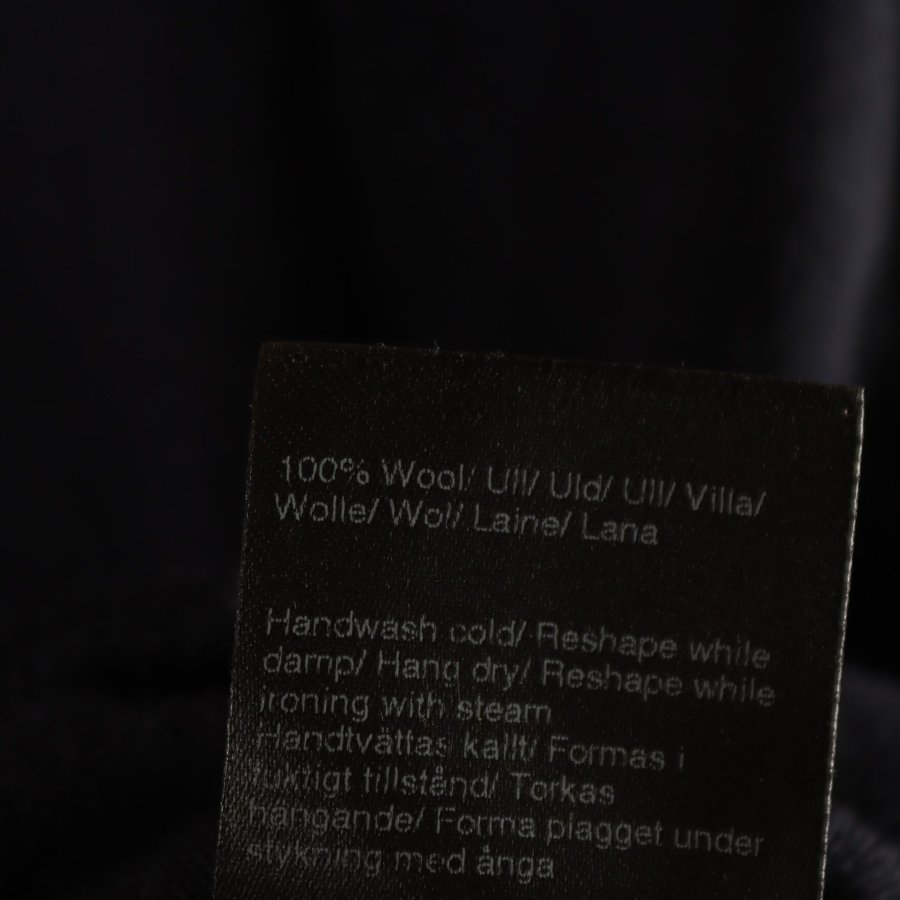 100% Wool/ Ull/ Uld/ Ull/ Villa/
Wolle/ Wol/ Laine/ Lana
Handwash cold/ Reshape while
damp/ Hang dry/ Reshape while
ironing with steam
Handtvättas kallt/ Formas i
fuktigt tillstånd/ Torkas
hängande/ Forma plagget under
stykning med ånga